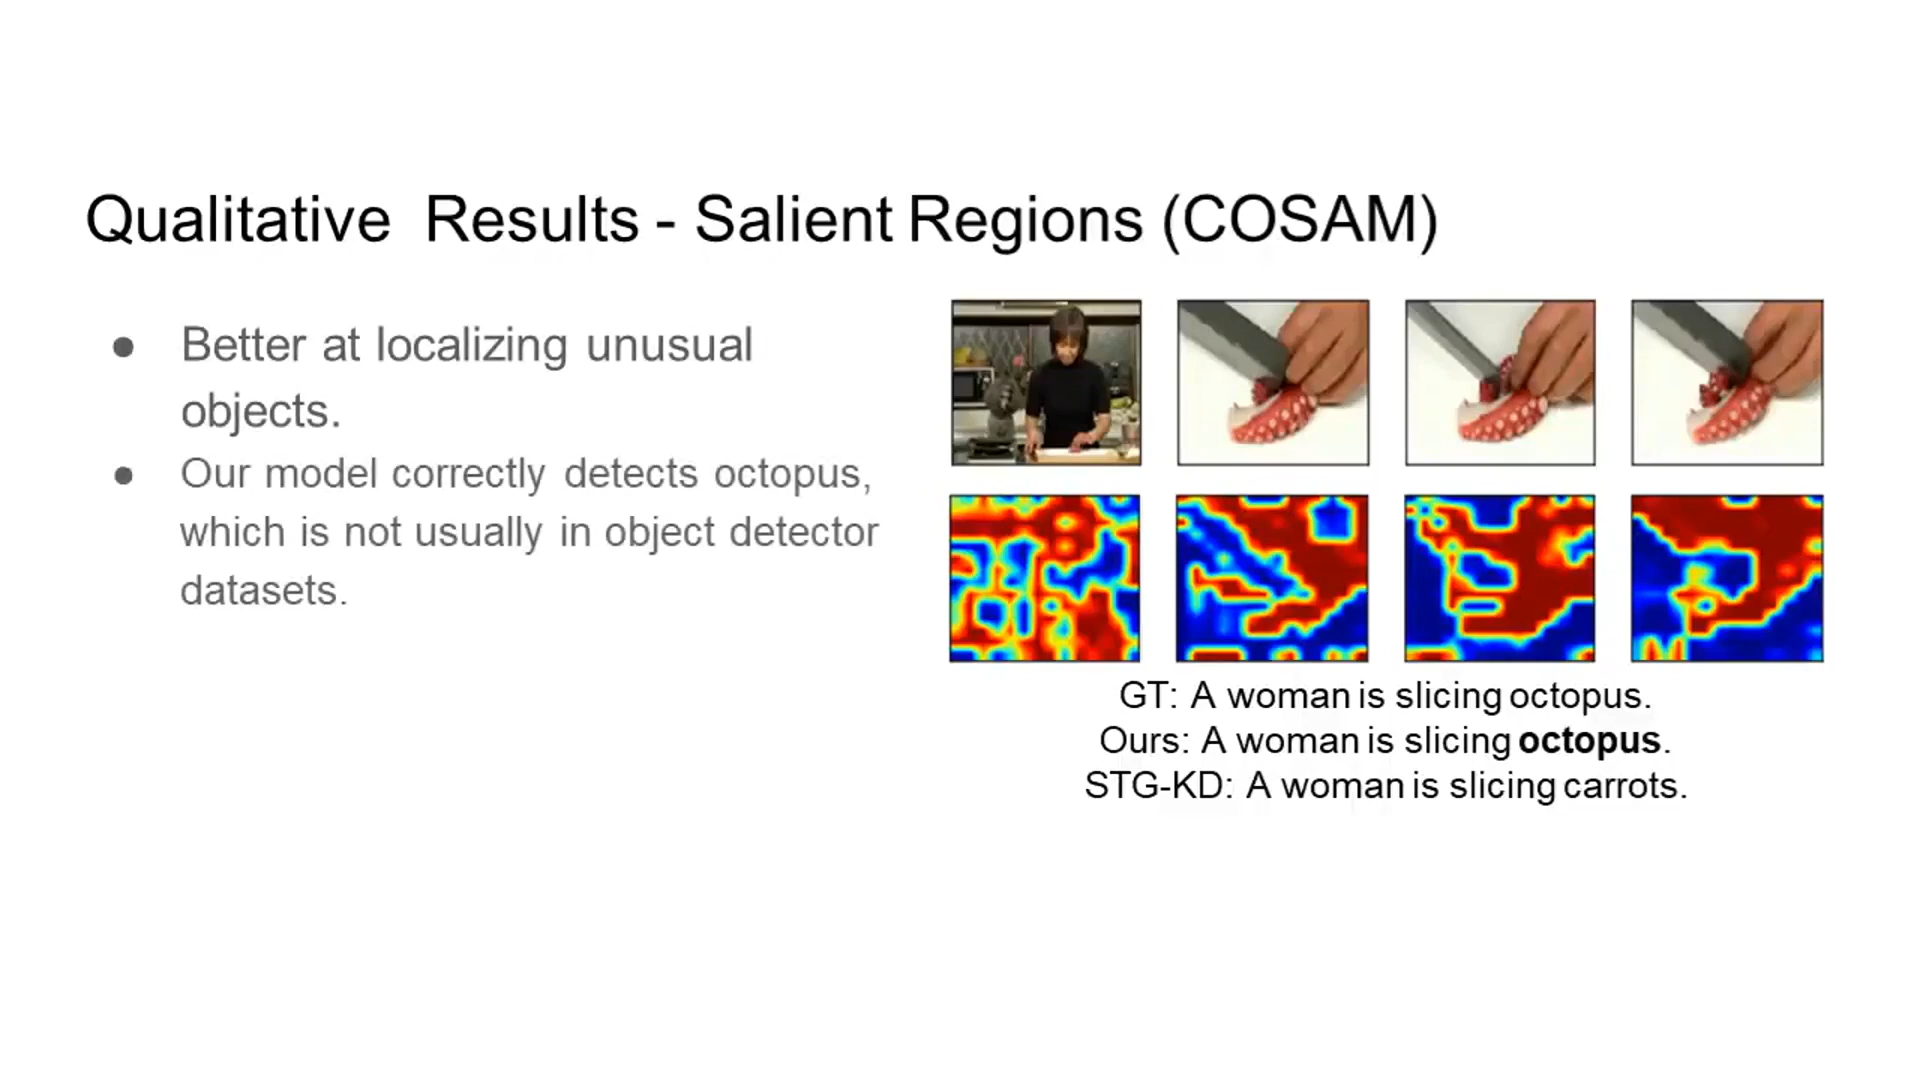 Qualitative Results - Salient Regions (COSAM)
● Better at localizing unusual
objects.
● Our model correctly detects octopus,
which is not usually in object detector
datasets.
GT: A woman is slicing octopus.
Ours: A woman is slicing octopus.
STG-KD: A woman is slicing carrots.